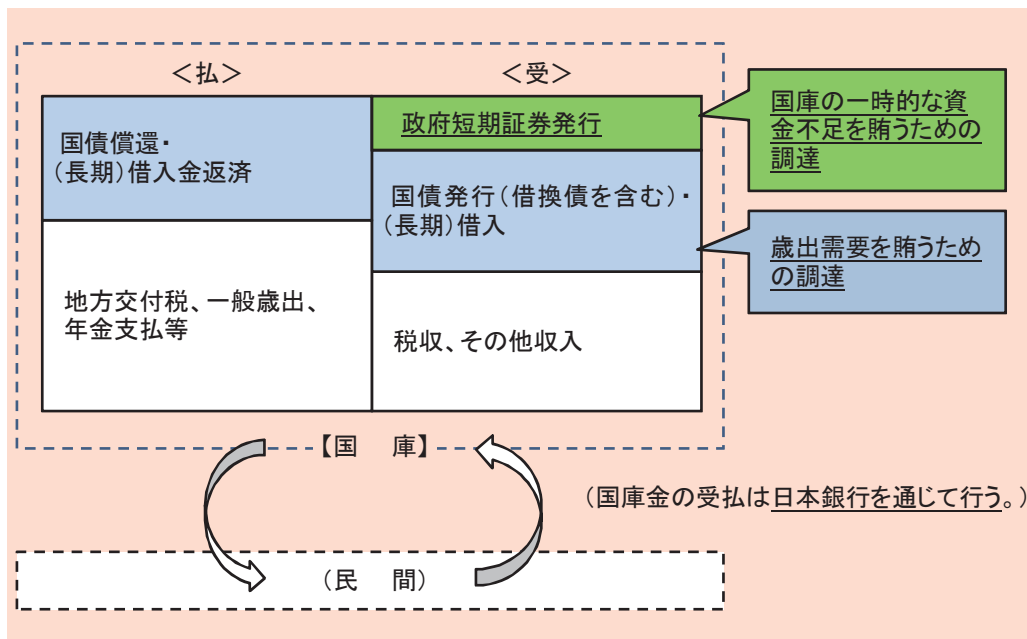 ＜払＞
＜受＞
国債償還・
(長期)借入金返済
地方交付税、一般歳出、
年金支払等
政府短期証券発行
国債発行(借換債を含む)・
(長期)借入
税収、その他収入
国庫の一時的な資
金不足を賄うための
調達
歳出需要を賄うため
の調達
【国　庫】
(国庫金の受払は日本銀行を通じて行う。)
(民　間)